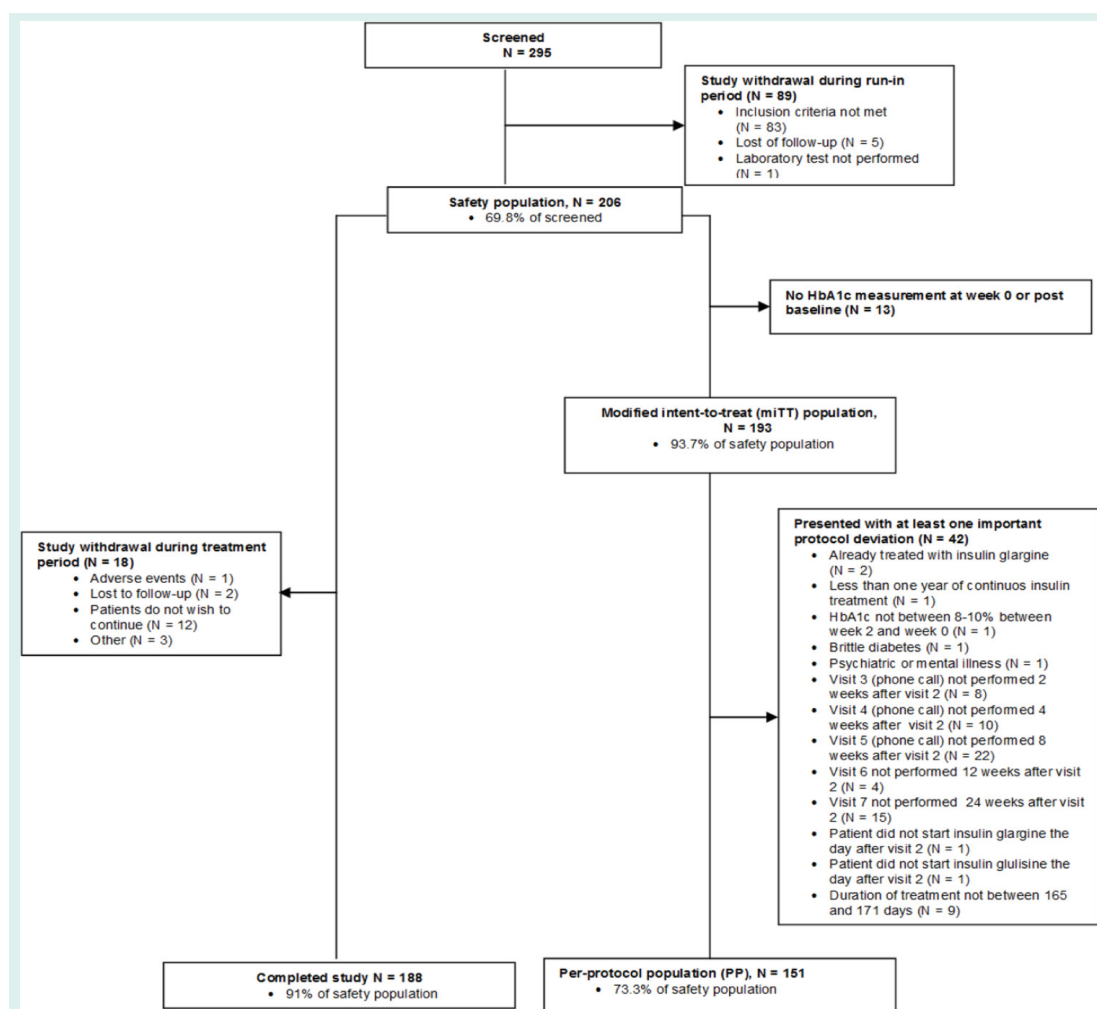 Screened
N = 295
Study withdrawal during run-in
period (N = 89)
• Inclusion criteria not met
(N = 83)
• Lost of follow-up (N = 5)
• Laboratory test not performed
(N = 1)
Safety population, N = 206
• 69.8% of screened
No HbA1c measurement at week 0 or post
baseline (N = 13)
Modified intent-to-treat (miTT) population,
N = 193
• 93.7% of safety population
Study withdrawal during treatment
period (N = 18)
• Adverse events (N = 1)
• Lost to follow-up (N = 2)
• Patients do not wish to
continue (N = 12)
• Other (N = 3)
Presented with at least one important
protocol deviation (N = 42)
• Already treated with insulin glargine
(N = 2)
• Less than one year of continuos insulin
treatment (N = 1)
• HbA1c not between 8-10% between
week 2 and week 0 (N = 1)
• Brittle diabetes (N = 1)
• Psychiatric or mental illness (N = 1)
• Visit 3 (phone call) not performed 2
weeks after visit 2 (N = 8)
• Visit 4 (phone call) not performed 4
weeks after visit 2 (N = 10)
• Visit 5 (phone call) not performed 8
weeks after visit 2 (N = 22)
• Visit 6 not performed 12 weeks after visit
2 (N = 4)
• Visit 7 not performed 24 weeks after visit
2 (N = 15)
• Patient did not start insulin glargine the
day after visit 2 (N = 1)
• Patient did not start insulin glulisine the
day after visit 2 (N = 1)
• Duration of treatment not between 165
and 171 days (N = 9)
Completed study N = 188
• 91% of safety population
Per-protocol population (PP), N = 151
• 73.3% of safety population